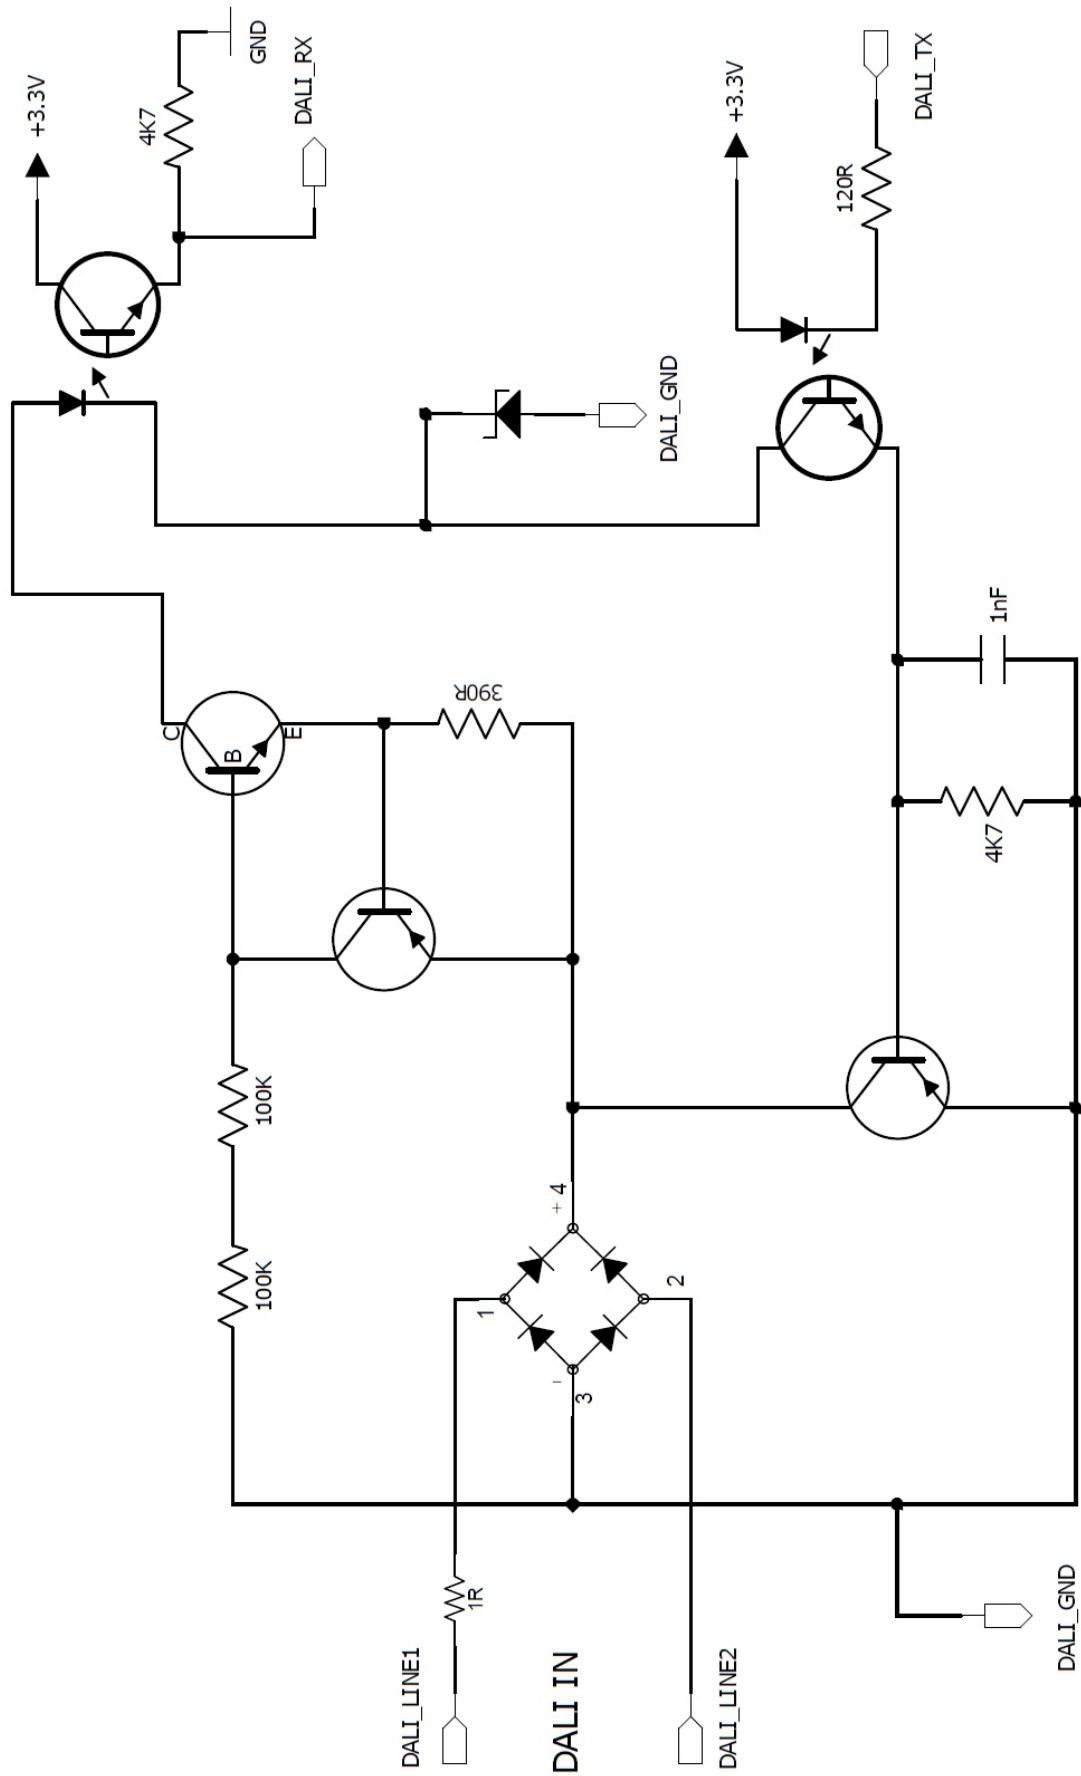 GND
+3.3V
4K7
DALI_RX
+3.3V
DALI_TX
120R
DALI_GND
1nF
390R
C
B
E
4K7
100K
100K
+ 4
1
2
-
3
1R
DALI_LINE1
DALI IN
DALI_LINE2
DALI_GND